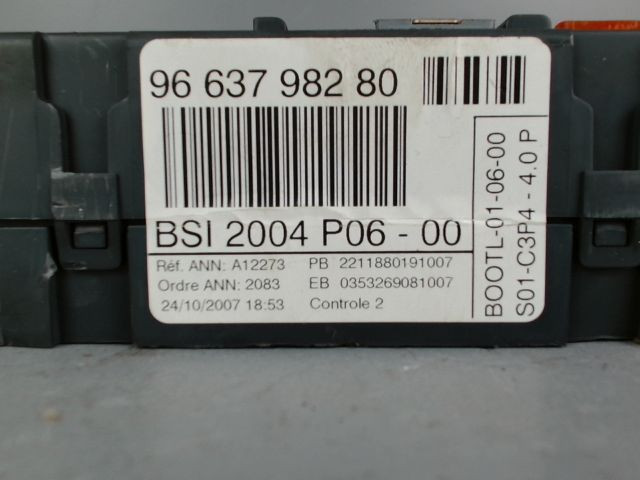 96 637 982 80
BSI 2004 P06 - 00
Réf. ANN: A12273 PB 2211880191007
Ordre ANN: 2083 EB 0353269081007
24/10/2007 18:53 Controle 2
BOOTL-01-06-00
S01-C3P4 - 4.0 P